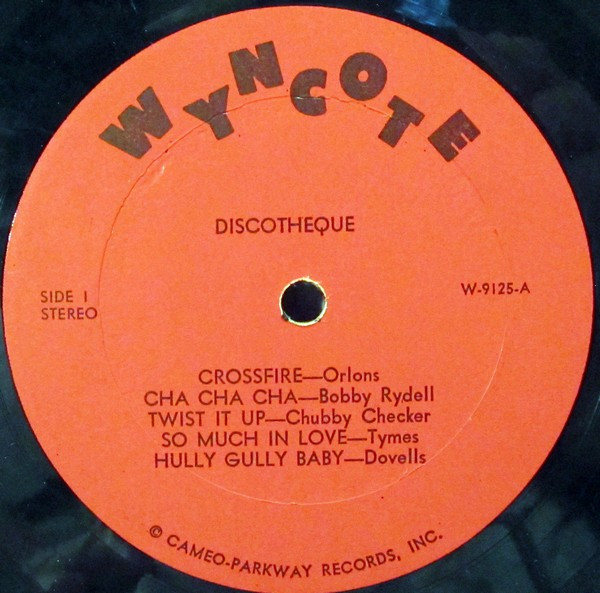 WYNCOTE
DISCOTHEQUE
SIDE 1
STEREO
W-9125-A
CROSSFIRE—Orlons
CHA CHA CHA—Bobby Rydell
TWIST IT UP—Chubby Checker
SO MUCH IN LOVE—Tymes
HULLY GULLY BABY—Dovells
© CAMEO-PARKWAY RECORDS, INC.